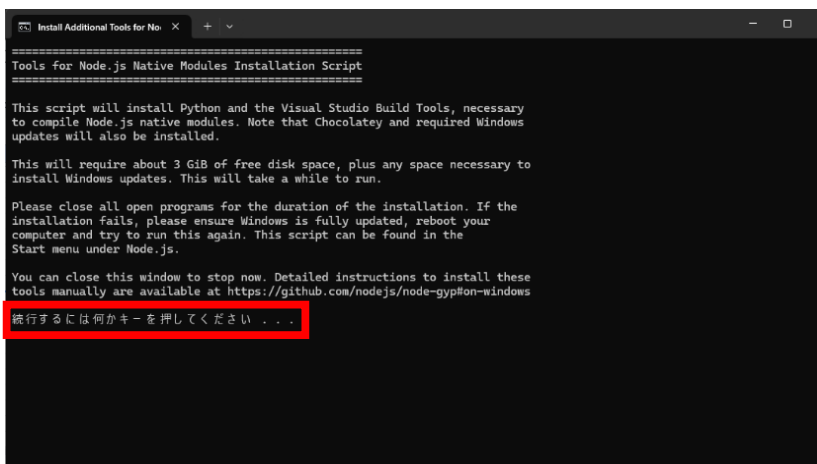 Install Additional Tools for No
====================================================
Tools for Node.js Native Modules Installation Script
====================================================
This script will install Python and the Visual Studio Build Tools, necessary
to compile Node.js native modules. Note that Chocolatey and required Windows
updates will also be installed.
This will require about 3 GiB of free disk space, plus any space necessary to
install Windows updates. This will take a while to run.
Please close all open programs for the duration of the installation. If the
installation fails, please ensure Windows is fully updated, reboot your
computer and try to run this again. This script can be found in the
Start menu under Node.js.
You can close this window to stop now. Detailed instructions to install these
tools manually are available at https://github.com/nodejs/node-gyp#on-windows
続行するには何かキーを押してください . . .